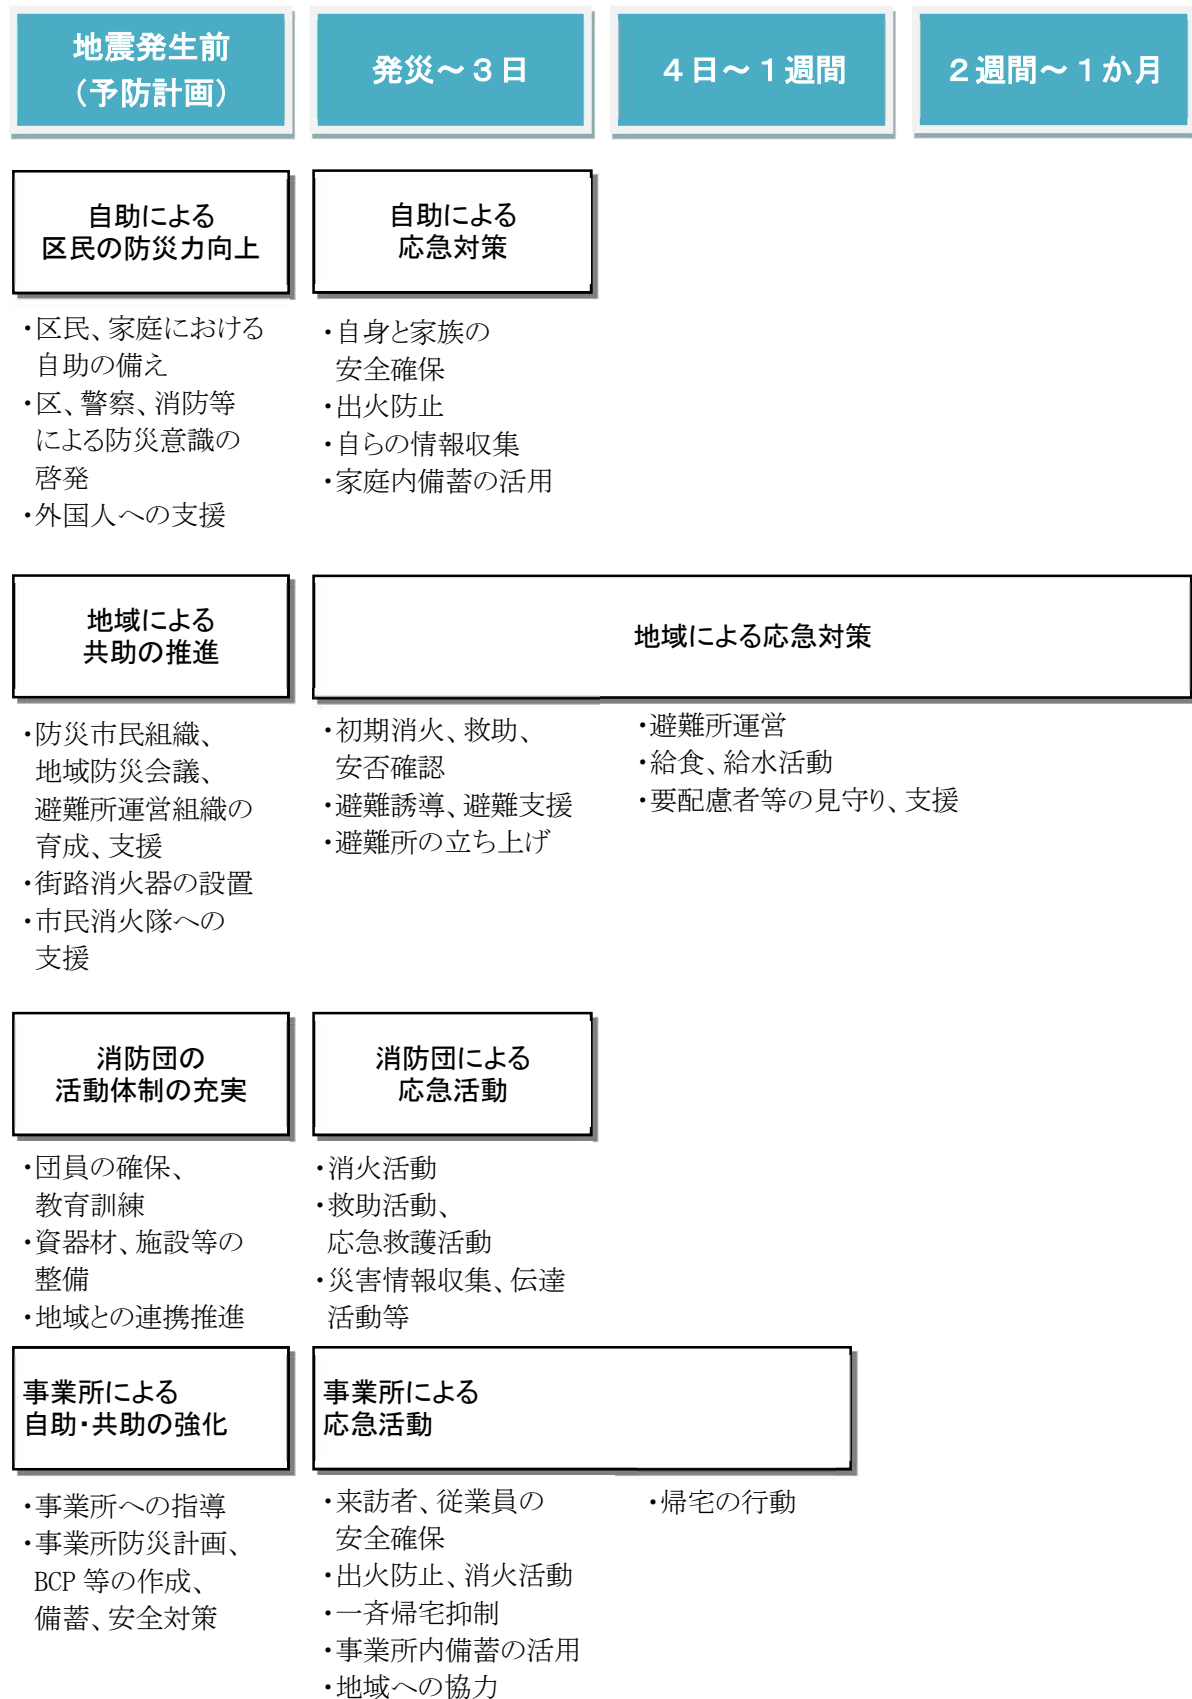 地震発生前
（予防計画）
発災～３日
４日～１週間
２週間～１か月
自助による
区民の防災力向上
自助による
応急対策
・区民、家庭における
自助の備え
・区、警察、消防等
による防災意識の
啓発
・外国人への支援
・自身と家族の
安全確保
・出火防止
・自らの情報収集
・家庭内備蓄の活用
地域による
共助の推進
地域による応急対策
・防災市民組織、
地域防災会議、
避難所運営組織の
育成、支援
・街路消火器の設置
・市民消火隊への
支援
・初期消火、救助、
安否確認
・避難誘導、避難支援
・避難所の立ち上げ
・避難所運営
・給食、給水活動
・要配慮者等の見守り、支援
消防団の
活動体制の充実
消防団による
応急活動
・団員の確保、
教育訓練
・資器材、施設等の
整備
・地域との連携推進
・消火活動
・救助活動、
応急救護活動
・災害情報収集、伝達
活動等
事業所による
自助・共助の強化
事業所による
応急活動
・事業所への指導
・事業所防災計画、
BCP 等の作成、
備蓄、安全対策
・来訪者、従業員の
安全確保
・出火防止、消火活動
・一斉帰宅抑制
・事業所内備蓄の活用
・地域への協力
・帰宅の行動